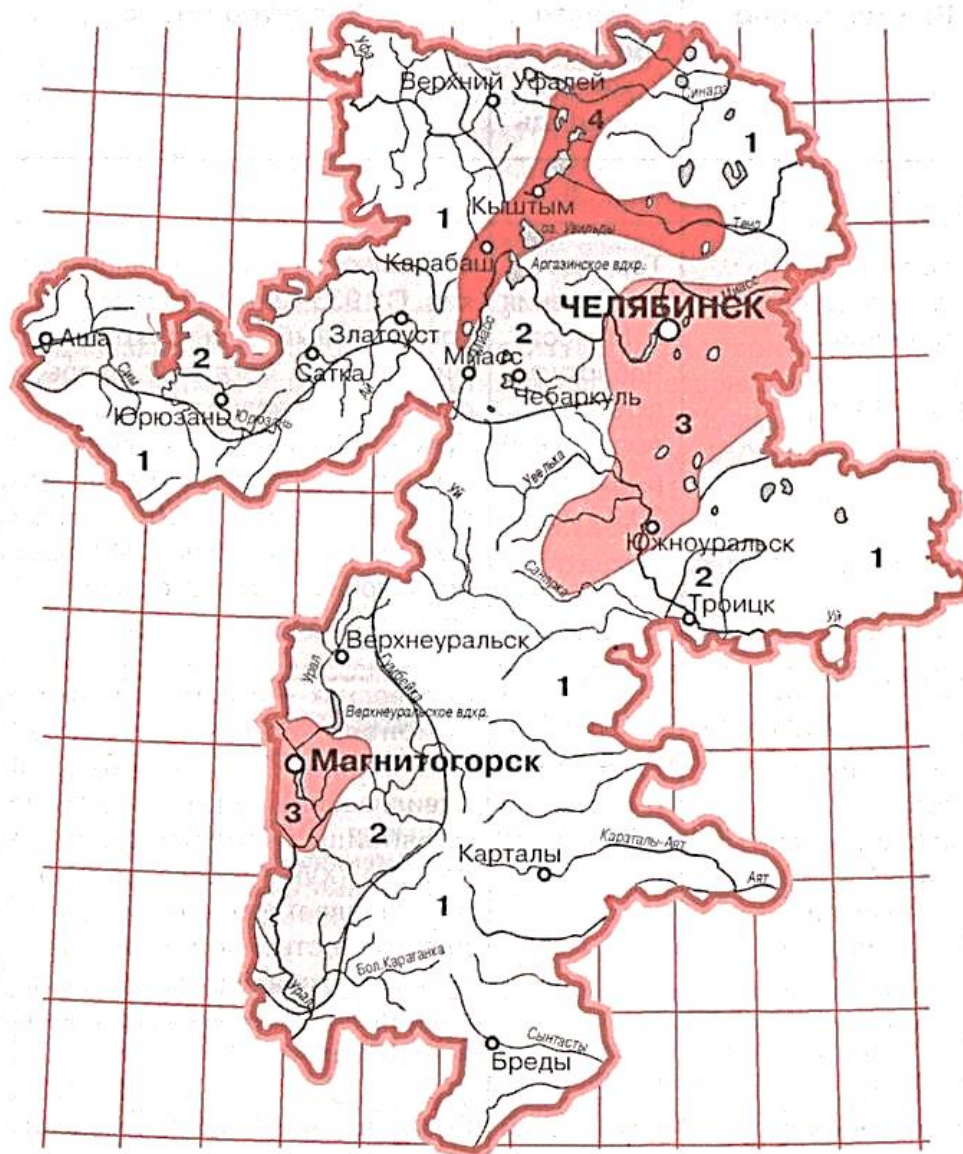 Уфа
Верхний Уфалей
Синара
4
1
Кыштым
1
оз. Увильды
Теча
Карабаш
Аргазинское вдхр.
Миасс
ЧЕЛЯБИНСК
Аша
Златоуст
2
2
Миасс
Миасс
Сатка
Ай
Сим
Чебаркуль
Юрюзань
Юрюзань
3
1
Увелька
Уй
Южноуральск
1
2
Санарка
Троицк
Уй
Верхнеуральск
Урал
Гумбейка
1
Верхнеуральское вдхр.
Магнитогорск
3
2
Карталы
Караталы-Аят
Аят
1
Бол. Караганка
Урал
Сынтасты
Бреды